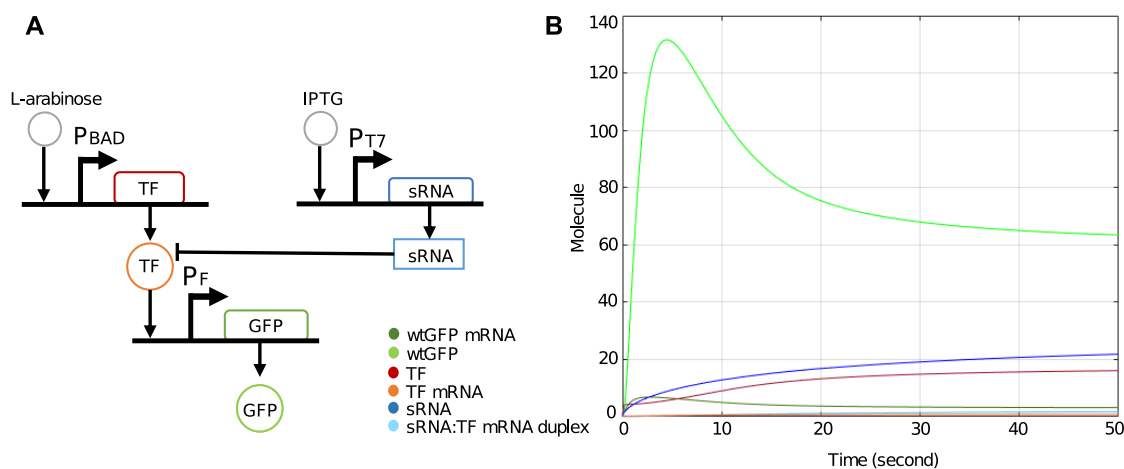 A
L-arabinose
PBAD
TF
IPTG
PT7
sRNA
TF
sRNA
PF
GFP
GFP
wtGFP mRNA
wtGFP
TF
TF mRNA
sRNA
sRNA:TF mRNA duplex
B
140
120
100
80
60
40
20
0
Molecule
0
10
20
30
40
50
Time (second)